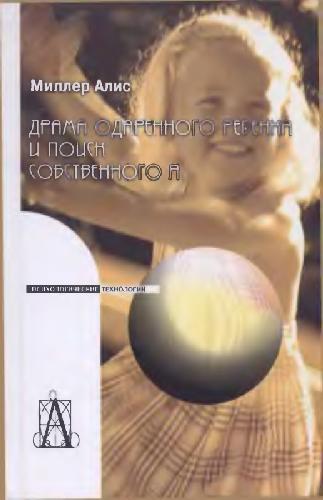 Миллер Алис
ДРАМА ОДАРЕННОГО РЕБЕНКА
И ПОИСК
СОБСТВЕННОГО Я
ПСИХОЛОГИЧЕСКИЕ ТЕХНОЛОГИИ